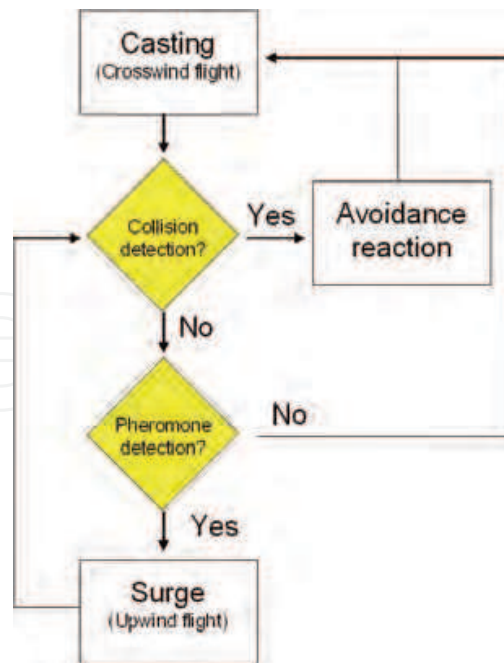 Casting
(Crosswind flight)
Collision
detection?
Yes
Avoidance
reaction
No
Pheromone
detection?
No
Yes
Surge
(Upwind flight)